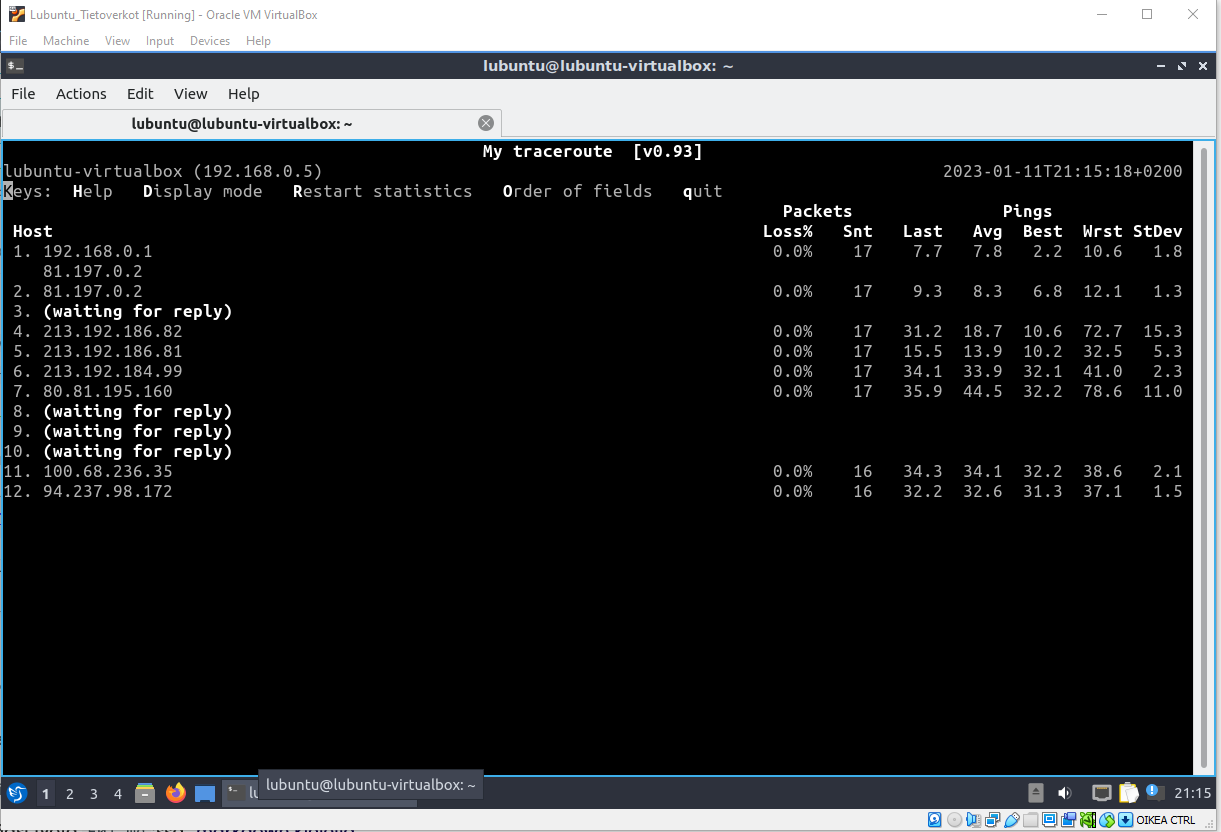 Lubuntu_Tietoverkot [Running] - Oracle VM VirtualBox
File Machine View Input Devices Help
lubuntu@lubuntu-virtualbox: ~
File Actions Edit View Help
lubuntu@lubuntu-virtualbox: ~
My traceroute [v0.93]
lubuntu-virtualbox (192.168.0.5) 2023-01-11T21:15:18+0200
Keys: Help Display mode Restart statistics Order of fields quit
Packets Pings
Host Loss% Snt Last Avg Best Wrst StDev
1. 192.168.0.1 0.0% 17 7.7 7.8 2.2 10.6 1.8
81.197.0.2
2. 81.197.0.2 0.0% 17 9.3 8.3 6.8 12.1 1.3
3. (waiting for reply)
4. 213.192.186.82 0.0% 17 31.2 18.7 10.6 72.7 15.3
5. 213.192.186.81 0.0% 17 15.5 13.9 10.2 32.5 5.3
6. 213.192.184.99 0.0% 17 34.1 33.9 32.1 41.0 2.3
7. 80.81.195.160 0.0% 17 35.9 44.5 32.2 78.6 11.0
8. (waiting for reply)
9. (waiting for reply)
10. (waiting for reply)
11. 100.68.236.35 0.0% 16 34.3 34.1 32.2 38.6 2.1
12. 94.237.98.172 0.0% 16 32.2 32.6 31.3 37.1 1.5
lubuntu@lubuntu-virtualbox: ~
1 2 3 4 21:15
OIKEA CTRL